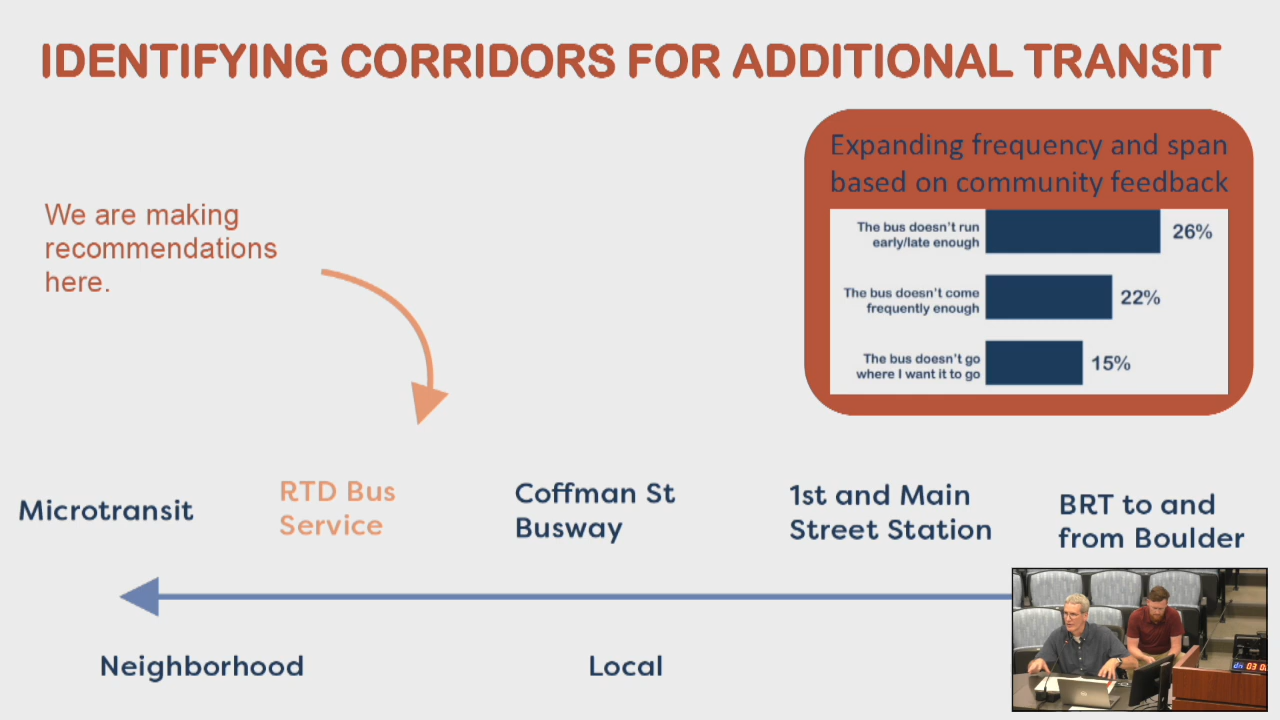 IDENTIFYING CORRIDORS FOR ADDITIONAL TRANSIT
Expanding frequency and span
based on community feedback
We are making
recommendations
here.
The bus doesn't run
early/late enough
26%
The bus doesn't come
frequently enough
22%
The bus doesn't go
where I want it to go
15%
Microtransit
RTD Bus
Service
Coffman St
Busway
1st and Main
Street Station
BRT to and
from Boulder
Neighborhood
Local